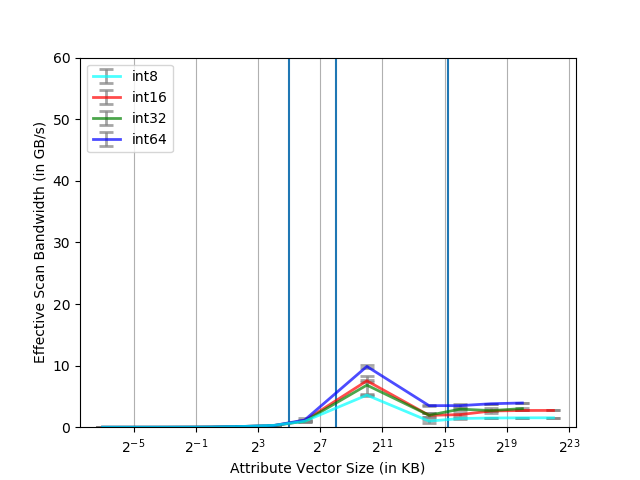 60
50
40
30
20
10
0
Effective Scan Bandwidth (in GB/s)
int8
int16
int32
int64
2^−5 2^−1 2^3 2^7 2^11 2^15 2^19 2^23
Attribute Vector Size (in KB)